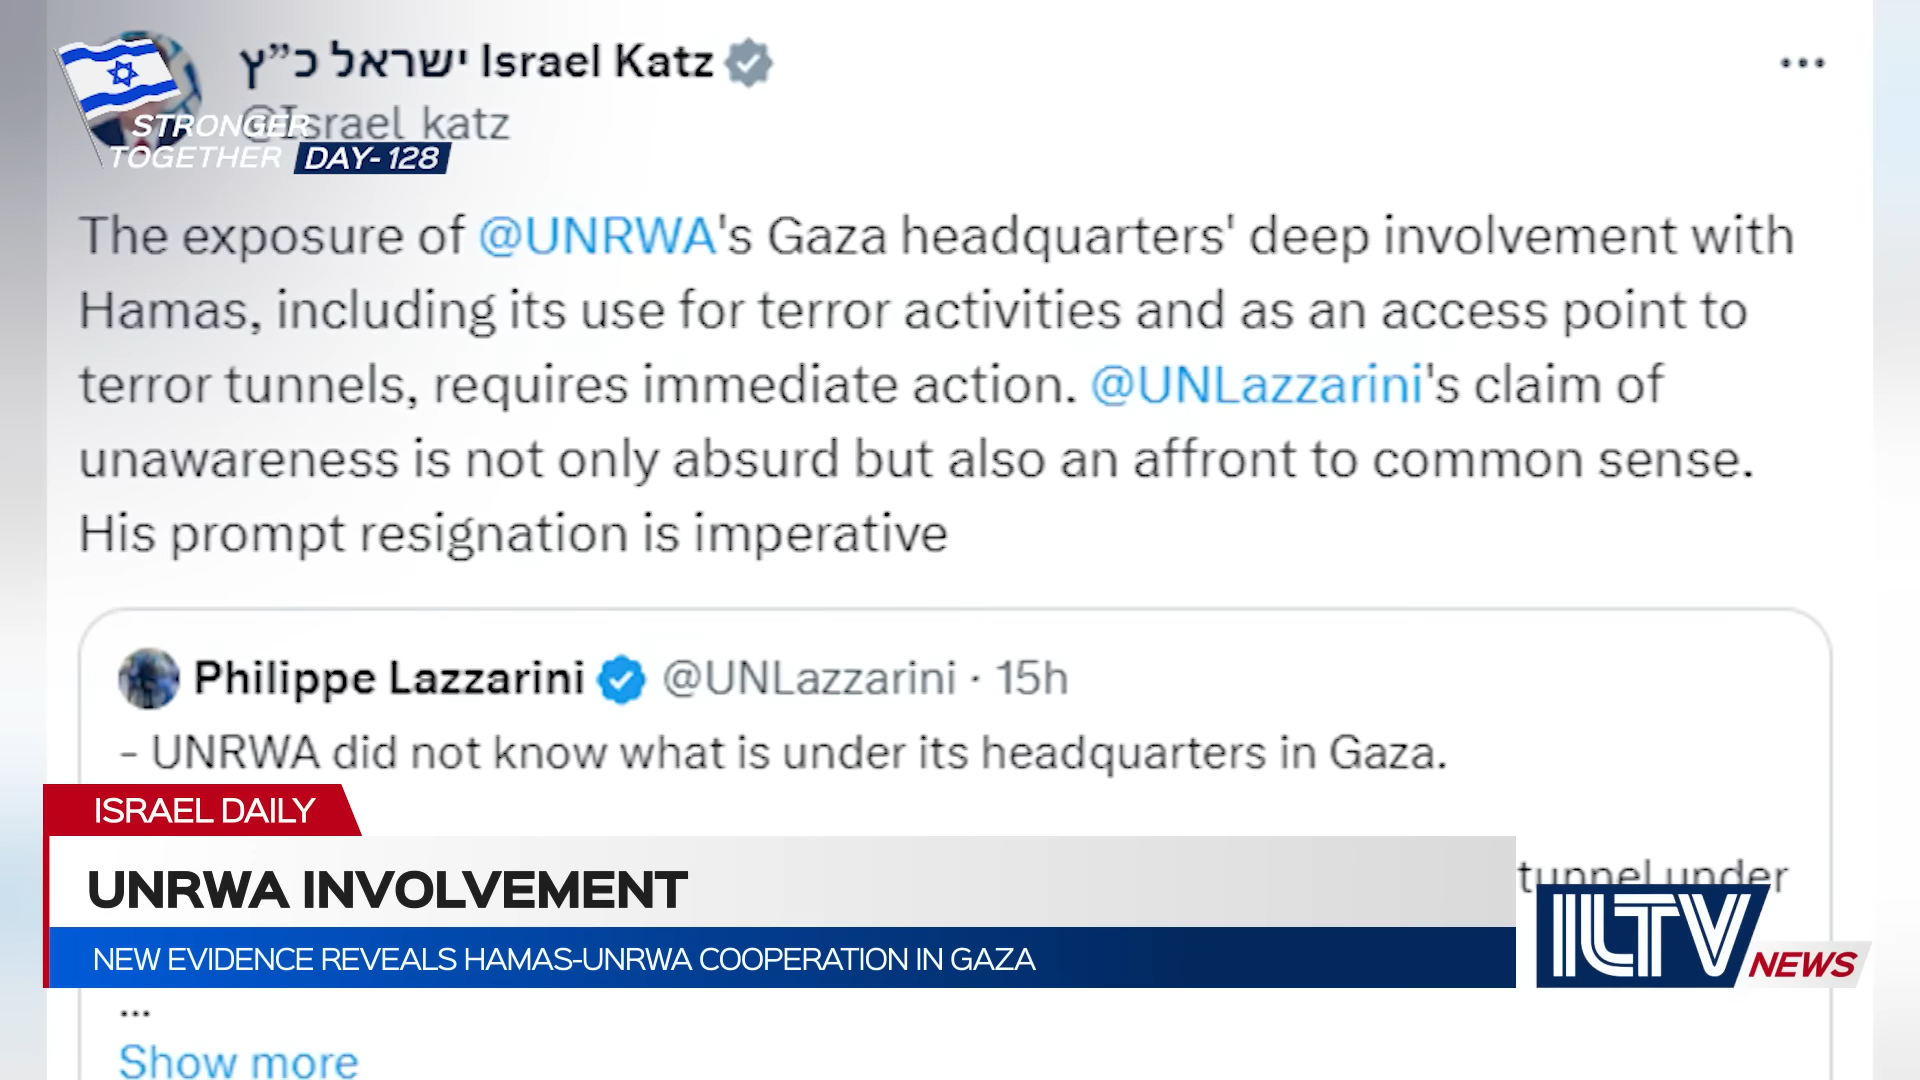 ישראל כ”ץ Israel Katz
@Israel_katz
STRONGER
TOGETHER DAY-128
The exposure of @UNRWA's Gaza headquarters' deep involvement with
Hamas, including its use for terror activities and as an access point to
terror tunnels, requires immediate action. @UNLazzarini's claim of
unawareness is not only absurd but also an affront to common sense.
His prompt resignation is imperative
Philippe Lazzarini @UNLazzarini · 15h
- UNRWA did not know what is under its headquarters in Gaza.
tunnel under
ISRAEL DAILY
UNRWA INVOLVEMENT
NEW EVIDENCE REVEALS HAMAS-UNRWA COOPERATION IN GAZA
ILTV NEWS
...
Show more